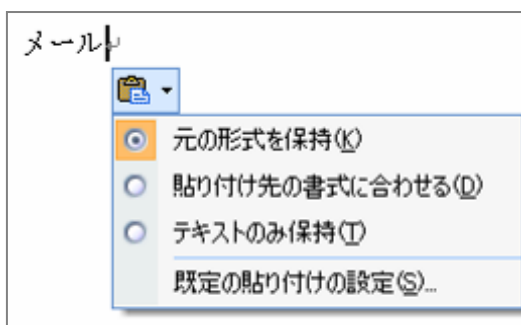 メール
元の形式を保持(K)
貼り付け先の書式に合わせる(D)
テキストのみ保持(T)
既定の貼り付けの設定(S)...